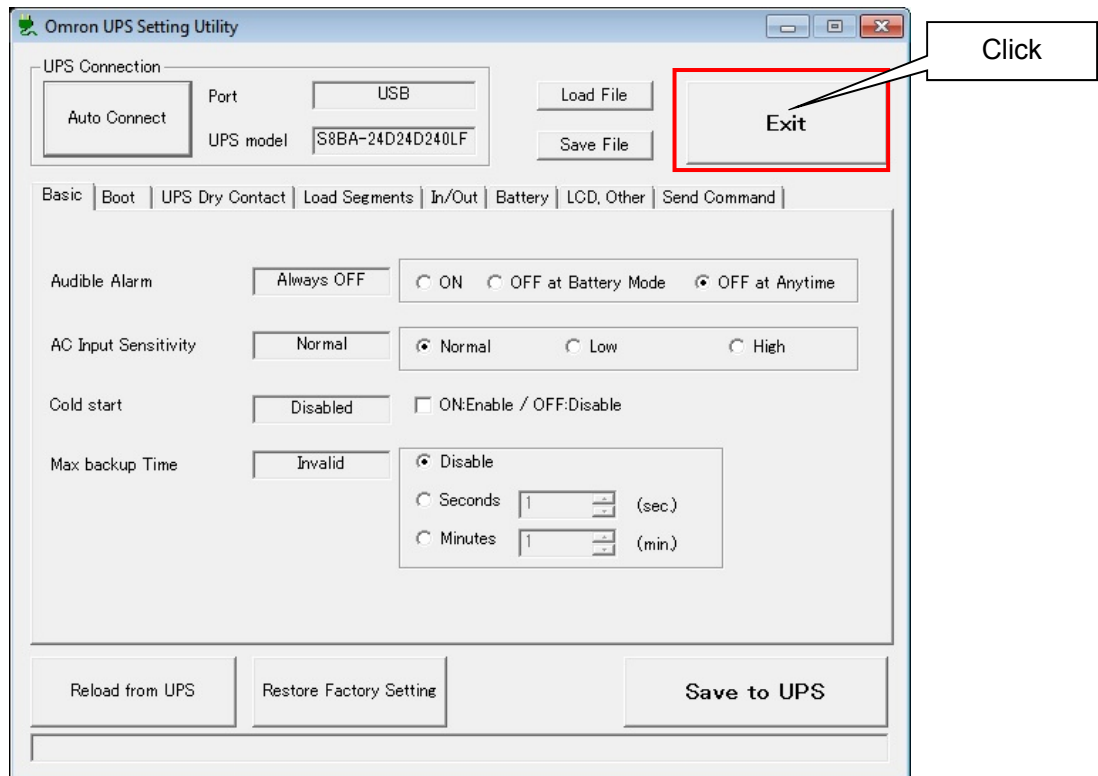 Omron UPS Setting Utility
Click
UPS Connection
Auto Connect
Port
USB
UPS model
S8BA-24D24D240LF
Load File
Save File
Exit
Basic Boot UPS Dry Contact Load Segments In/Out Battery LCD, Other Send Command
Audible Alarm Always OFF ON OFF at Battery Mode OFF at Anytime
AC Input Sensitivity Normal Normal Low High
Cold start Disabled ON:Enable / OFF:Disable
Max backup Time Invalid Disable
Seconds 1 (sec.)
Minutes 1 (min.)
Reload from UPS Restore Factory Setting Save to UPS